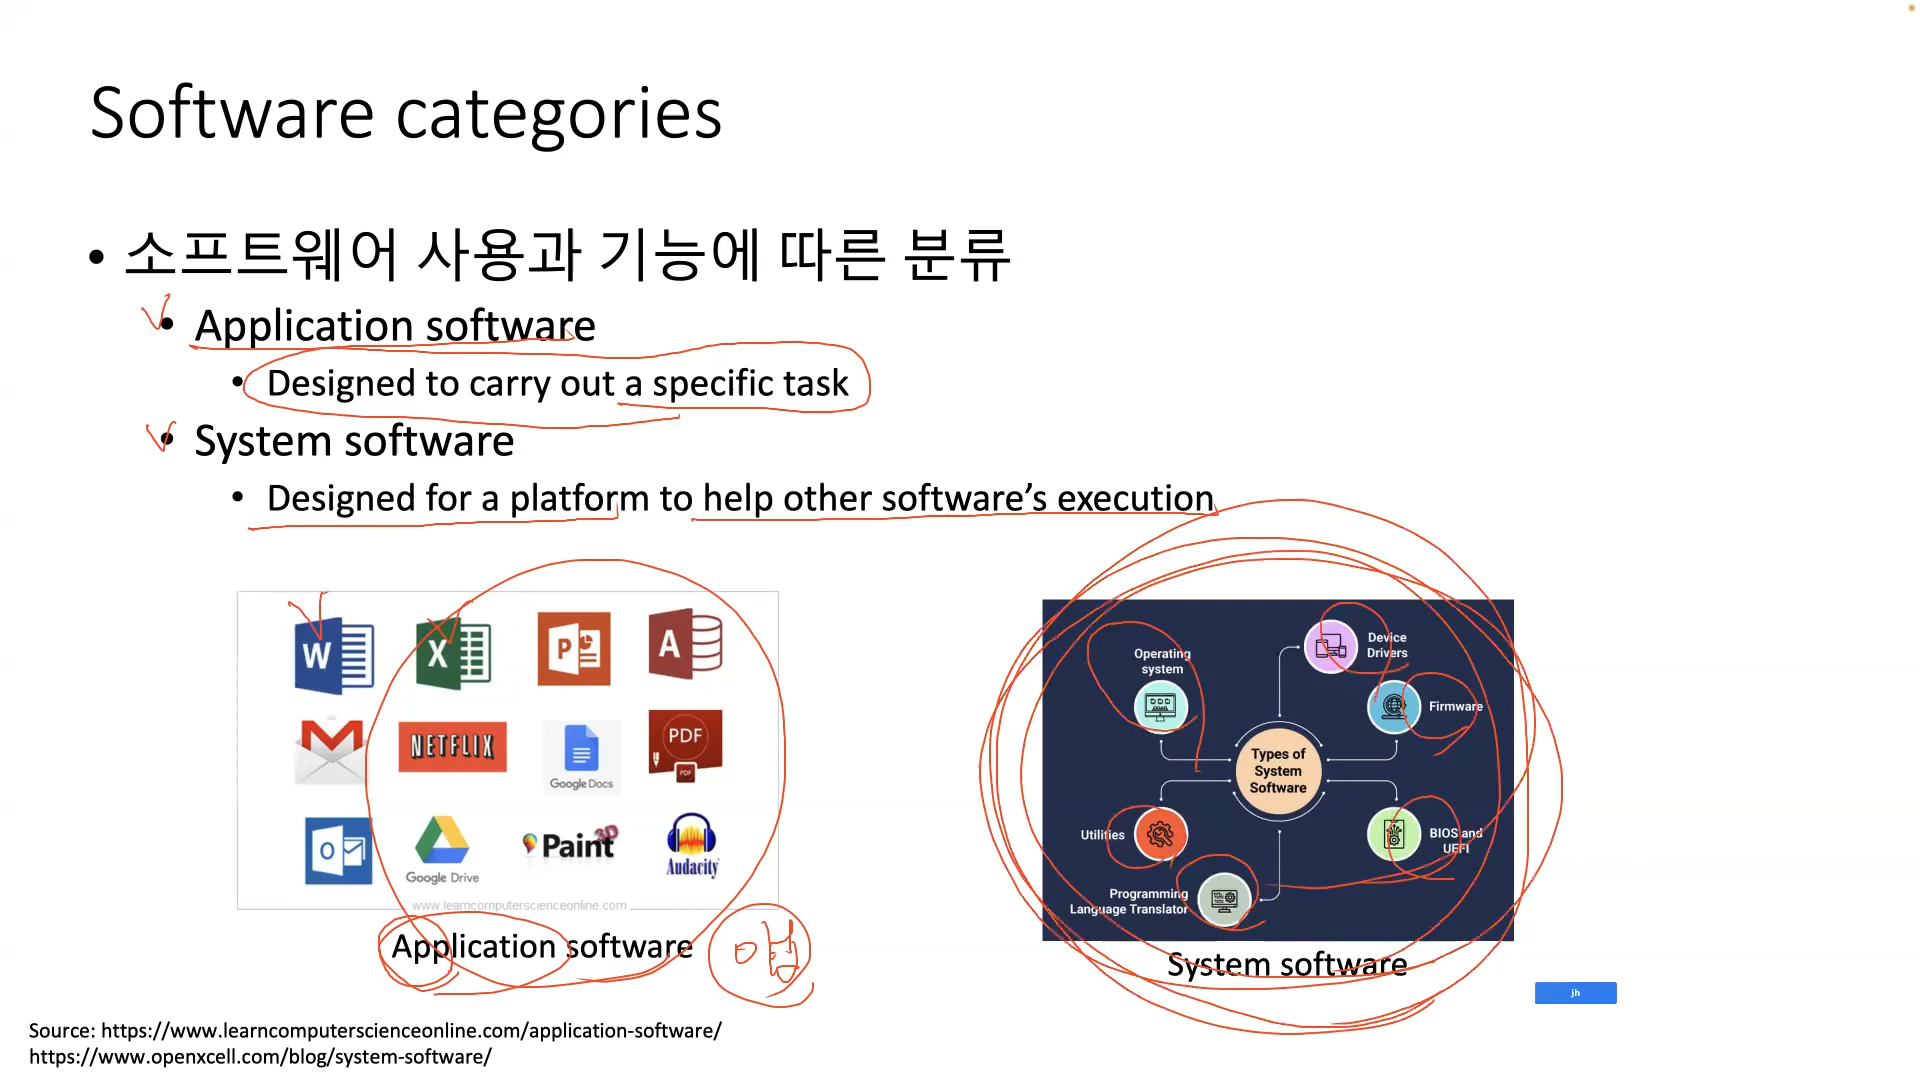 Software categories
• 소프트웨어 사용과 기능에 따른 분류
• Application software
• Designed to carry out a specific task
• System software
• Designed for a platform to help other software’s execution
W
X
P
A
NETFLIX
Google Docs
PDF
PDF
O
Google Drive
Paint 3D
Audacity
www.learncomputerscienceonline.com
Application software
어플
Operating
system
Device
Drivers
Firmware
Types of
System
Software
Utilities
BIOS and
UEFI
Programming
Language Translator
System software
jh
Source: https://www.learncomputerscienceonline.com/application-software/
https://www.openxcell.com/blog/system-software/